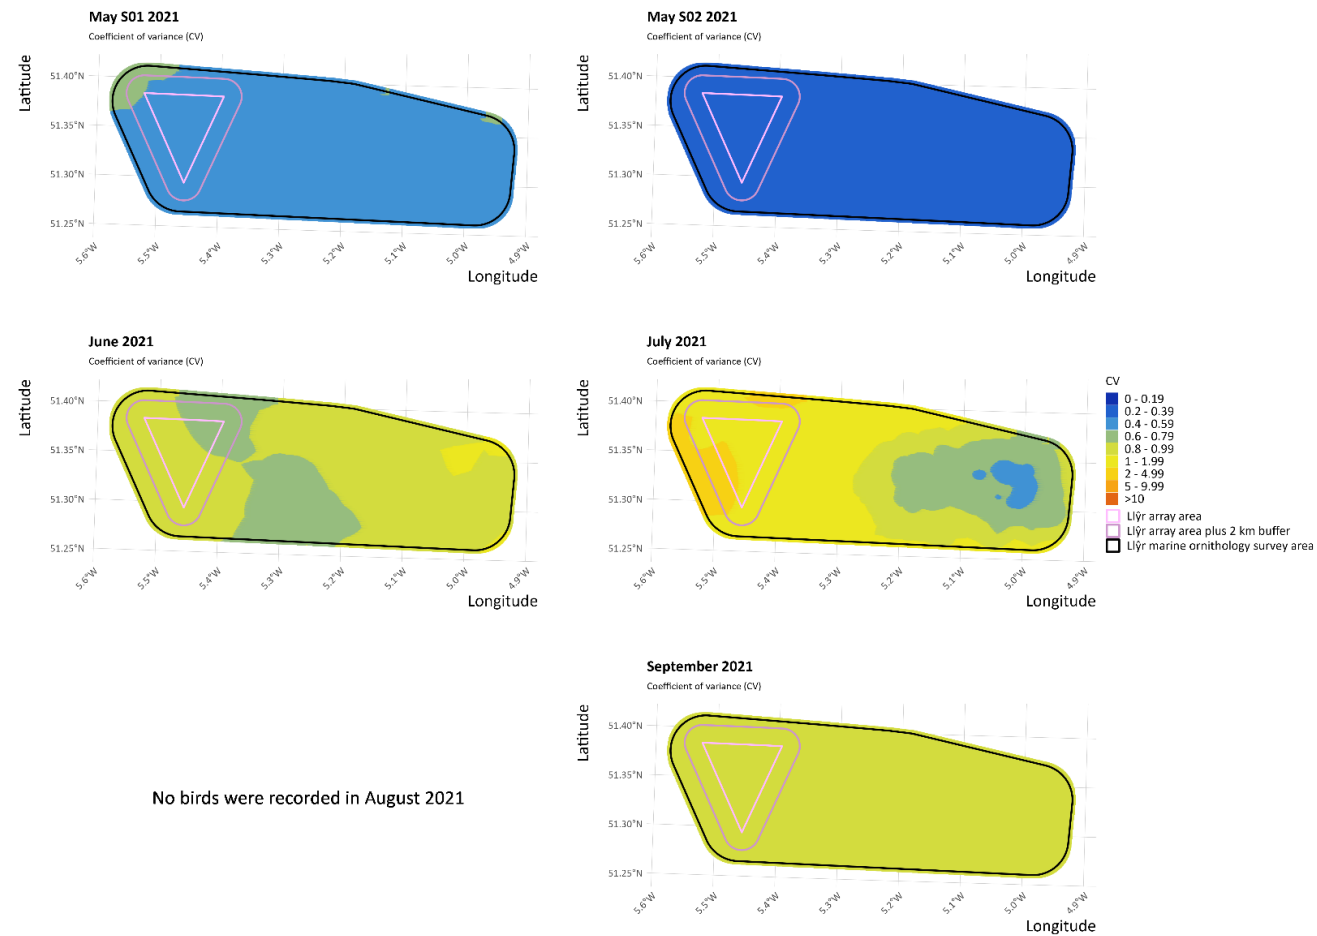 May S01 2021
Coefficient of variance (CV)
Latitude
51.40°N
51.35°N
51.30°N
51.25°N
5.6°W
5.5°W
5.4°W
5.3°W
5.2°W
5.1°W
5.0°W
4.9°W
Longitude
May S02 2021
Coefficient of variance (CV)
Latitude
51.40°N
51.35°N
51.30°N
51.25°N
5.6°W
5.5°W
5.4°W
5.3°W
5.2°W
5.1°W
5.0°W
4.9°W
Longitude
June 2021
Coefficient of variance (CV)
Latitude
51.40°N
51.35°N
51.30°N
51.25°N
5.6°W
5.5°W
5.4°W
5.3°W
5.2°W
5.1°W
5.0°W
4.9°W
Longitude
July 2021
Coefficient of variance (CV)
Latitude
51.40°N
51.35°N
51.30°N
51.25°N
5.6°W
5.5°W
5.4°W
5.3°W
5.2°W
5.1°W
5.0°W
4.9°W
Longitude
CV
0 - 0.19
0.2 - 0.39
0.4 - 0.59
0.6 - 0.79
0.8 - 0.99
1 - 1.99
2 - 4.99
5 - 9.99
>10
Llŷr array area
Llŷr array area plus 2 km buffer
Llŷr marine ornithology survey area
No birds were recorded in August 2021
September 2021
Coefficient of variance (CV)
Latitude
51.40°N
51.35°N
51.30°N
51.25°N
5.6°W
5.5°W
5.4°W
5.3°W
5.2°W
5.1°W
5.0°W
4.9°W
Longitude